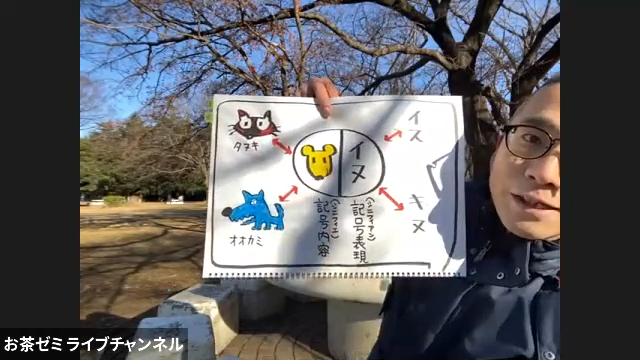 タヌキ
イス
イヌ
オオカミ
キヌ
(シニフィアン)
記号表現
(シニフィエ)
記号内容
お茶ゼミライブチャンネル